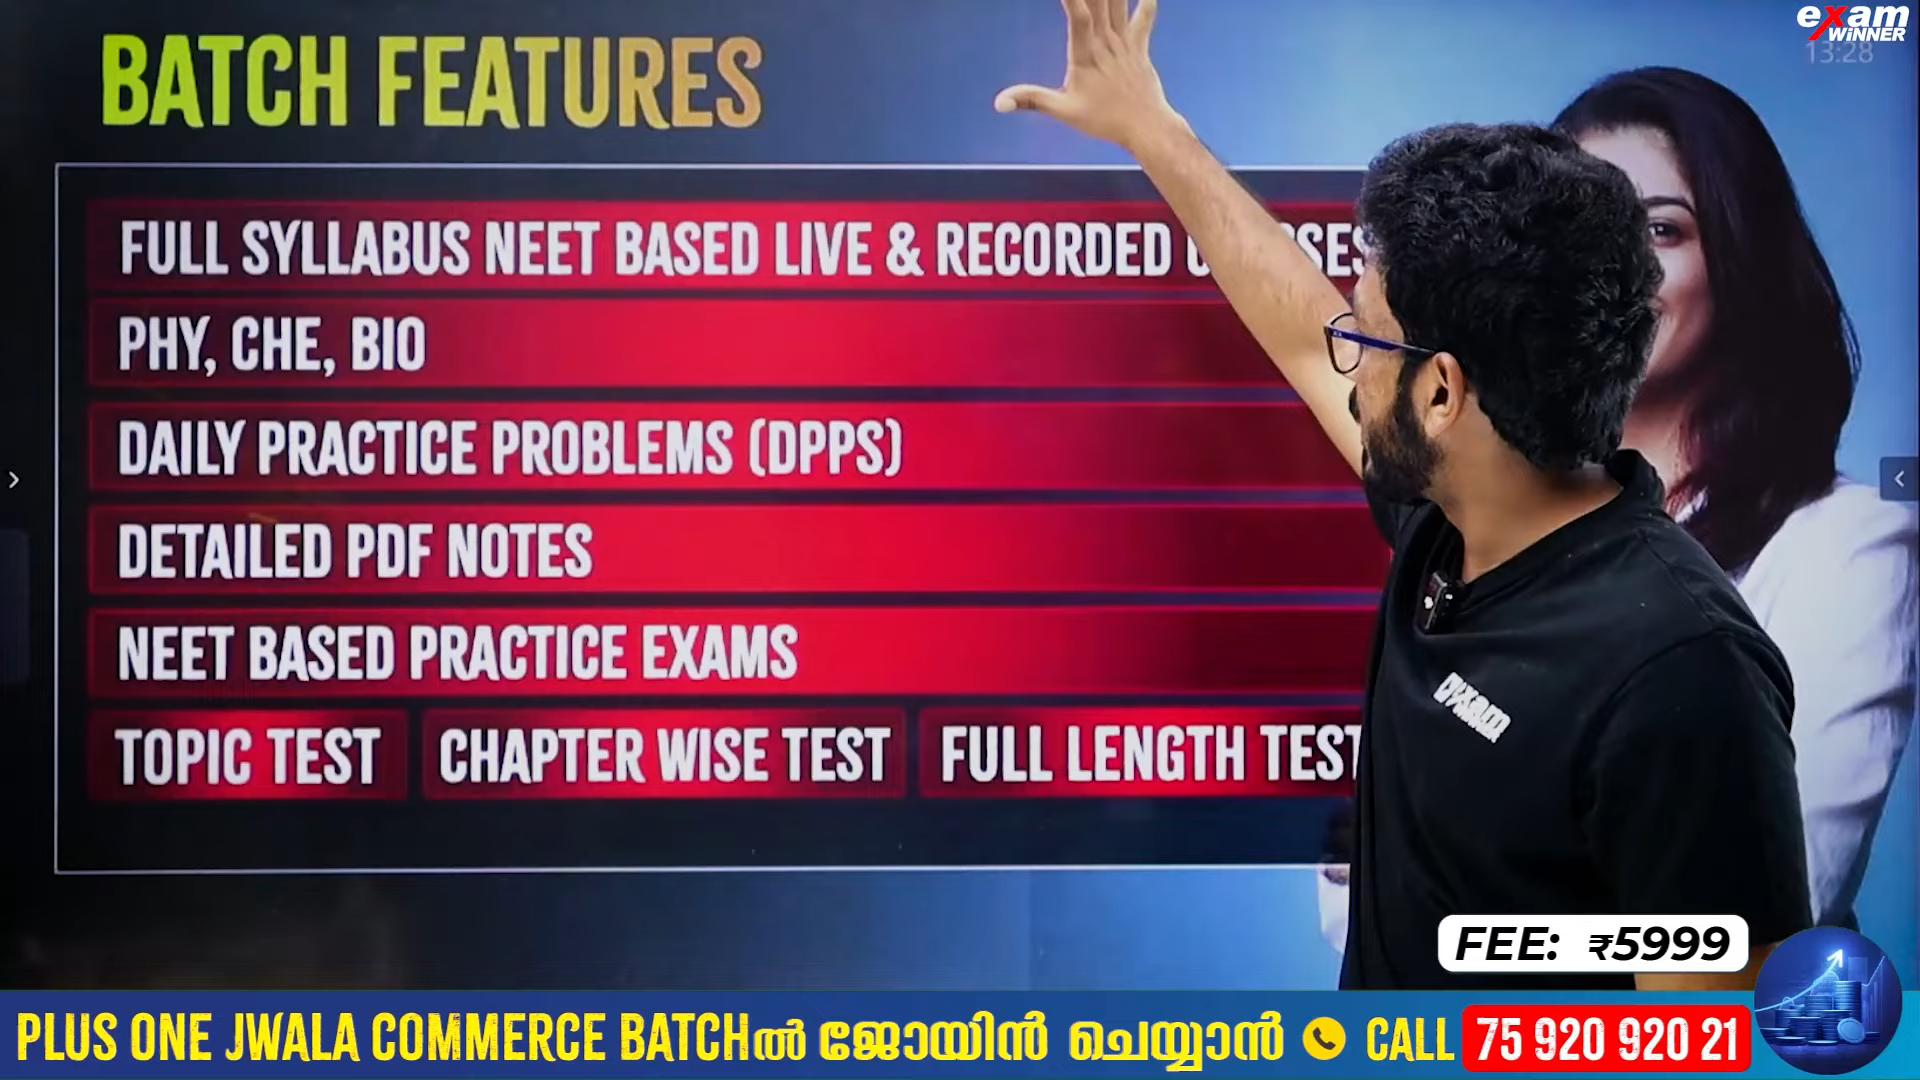 exam
WINNER
13:28
BATCH FEATURES
FULL SYLLABUS NEET BASED LIVE & RECORDED
PHY, CHE, BIO
DAILY PRACTICE PROBLEMS (DPPS)
DETAILED PDF NOTES
NEET BASED PRACTICE EXAMS
TOPIC TEST CHAPTER WISE TEST FULL LENGTH TEST
exam
FEE: ₹5999
PLUS ONE JWALA COMMERCE BATCHൽ ജോയിൻ ചെയ്യാൻ CALL 75 920 920 21